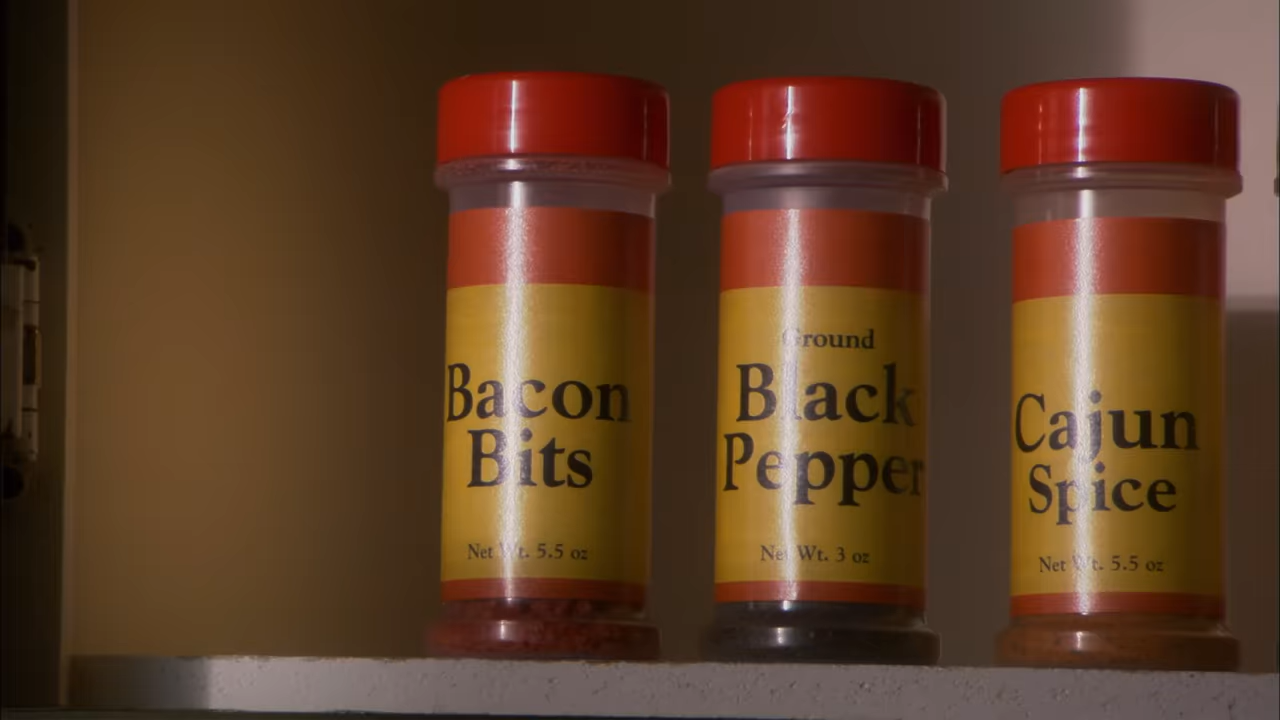 Bacon
Bits
Net Wt. 5.5 oz
Ground
Black
Pepper
Net Wt. 3 oz
Cajun
Spice
Net Wt. 5.5 oz